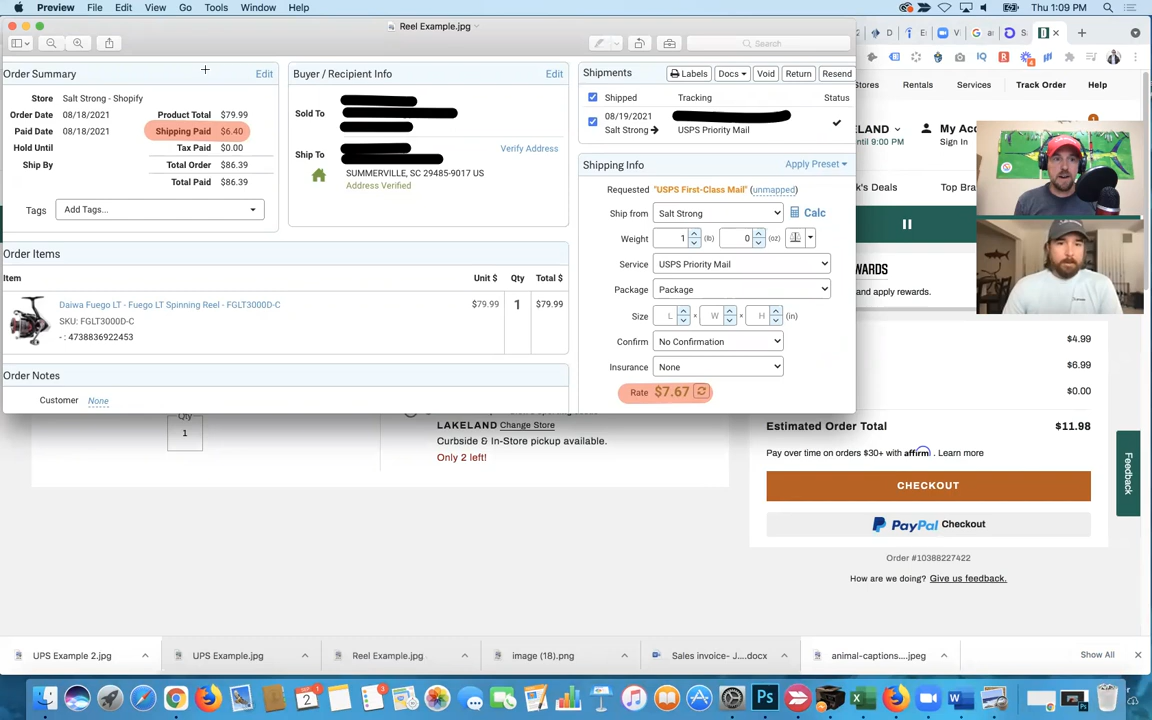 Preview File Edit View Go Tools Window Help Thu 1:09 PM
Reel Example.jpg
Search
Order Summary Edit
Store Salt Strong - Shopify
Order Date 08/18/2021 Product Total $79.99
Paid Date 08/18/2021 Shipping Paid $6.40
Hold Until Tax Paid $0.00
Ship By Total Order $86.39
Total Paid $86.39
Tags Add Tags...
Buyer / Recipient Info Edit
Sold To
Ship To Verify Address
SUMMERVILLE, SC 29485-9017 US
Address Verified
Shipments Labels Docs Void Return Resend
Shipped Tracking Status
08/19/2021
Salt Strong USPS Priority Mail
Shipping Info Apply Preset
Requested "USPS First-Class Mail" (unmapped)
Ship from Salt Strong Calc
Weight 1 (lb) 0 (oz)
Service USPS Priority Mail
Package Package
Size L x W x H (in)
Confirm No Confirmation
Insurance None
Rate $7.67
Order Items
Item Unit $ Qty Total $
Daiwa Fuego LT - Fuego LT Spinning Reel - FGLT3000D-C $79.99 1 $79.99
SKU: FGLT3000D-C
- : 4738836922453
Order Notes
Customer None
Stores Rentals Services Track Order Help
LAKELAND My Acc
until 9:00 PM Sign In
's Deals Top Bra
WARDS
and apply rewards.
$4.99
$6.99
$0.00
Estimated Order Total $11.98
Pay over time on orders $30+ with affirm . Learn more
CHECKOUT
PayPal Checkout
Order #10388227422
How are we doing? Give us feedback.
Feedback
Qty
1
LAKELAND Change Store
Curbside & In-Store pickup available.
Only 2 left!
UPS Example 2.jpg UPS Example.jpg Reel Example.jpg image (18).png Sales invoice- J....docx animal-captions....jpeg Show All